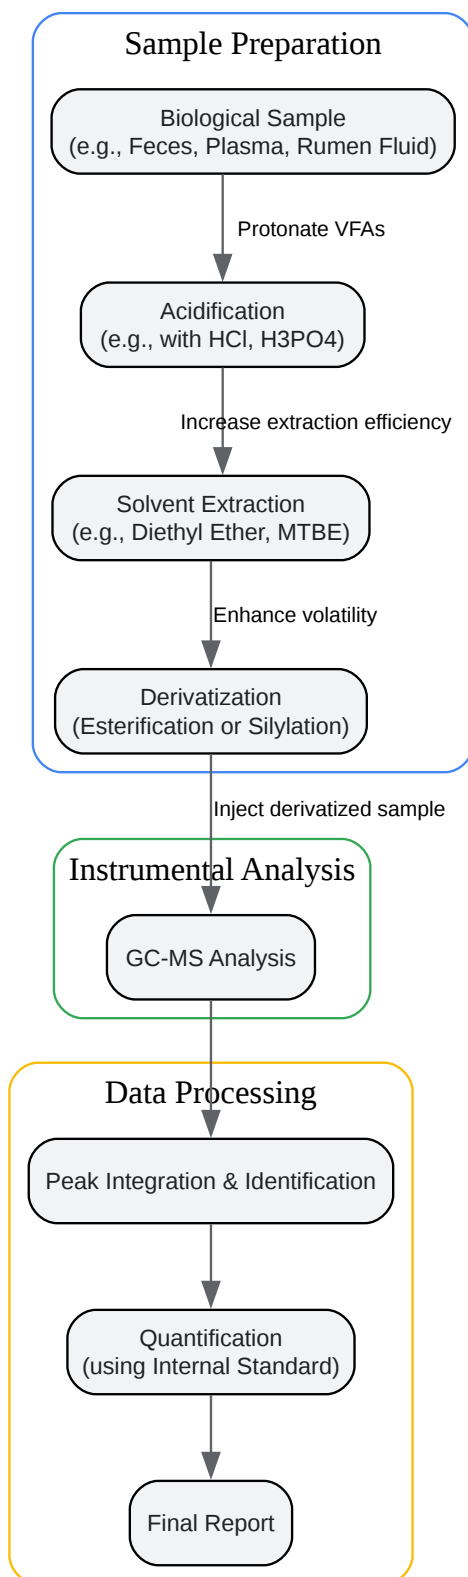 Sample Preparation
Biological Sample
(e.g., Feces, Plasma, Rumen Fluid)
Protonate VFAs
Acidification
(e.g., with HCl, H3PO4)
Increase extraction efficiency
Solvent Extraction
(e.g., Diethyl Ether, MTBE)
Enhance volatility
Derivatization
(Esterification or Silylation)
Inject derivatized sample
Instrumental Analysis
GC-MS Analysis
Data Processing
Peak Integration & Identification
Quantification
(using Internal Standard)
Final Report